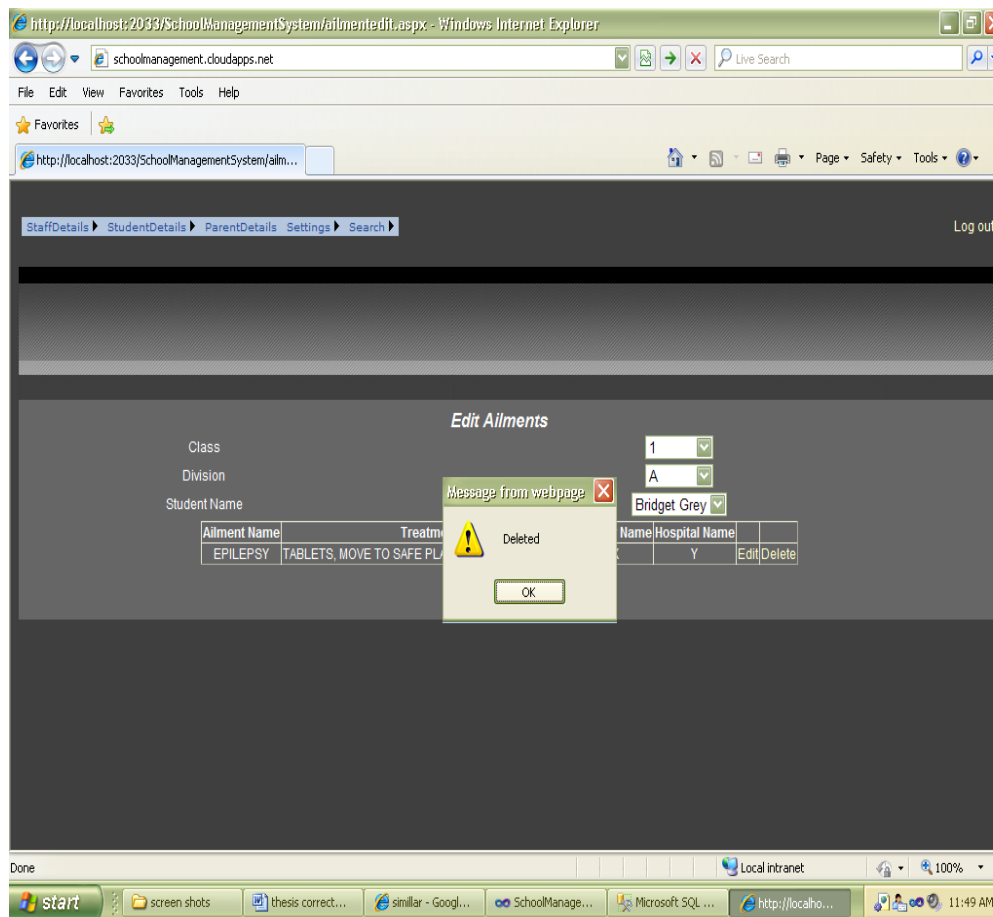 http://localhost:2033/SchoolManagementSystem/ailmentedit.aspx - Windows Internet Explorer
schoolmanagement.cloudapps.net Live Search
File Edit View Favorites Tools Help
Favorites
http://localhost:2033/SchoolManagementSystem/ailm... Page Safety Tools
StaffDetails StudentDetails ParentDetails Settings Search Log out
Edit Ailments
Class 1
Division A
Student Name Bridget Grey
Message from webpage
Deleted
OK
Ailment Name Treatme Name Hospital Name
EPILEPSY TABLETS, MOVE TO SAFE PLA Y Edit Delete
Done Local intranet 100%
start screen shots thesis correct... simillar - Googl... SchoolManage... Microsoft SQL ... http://localho... 11:49 AM